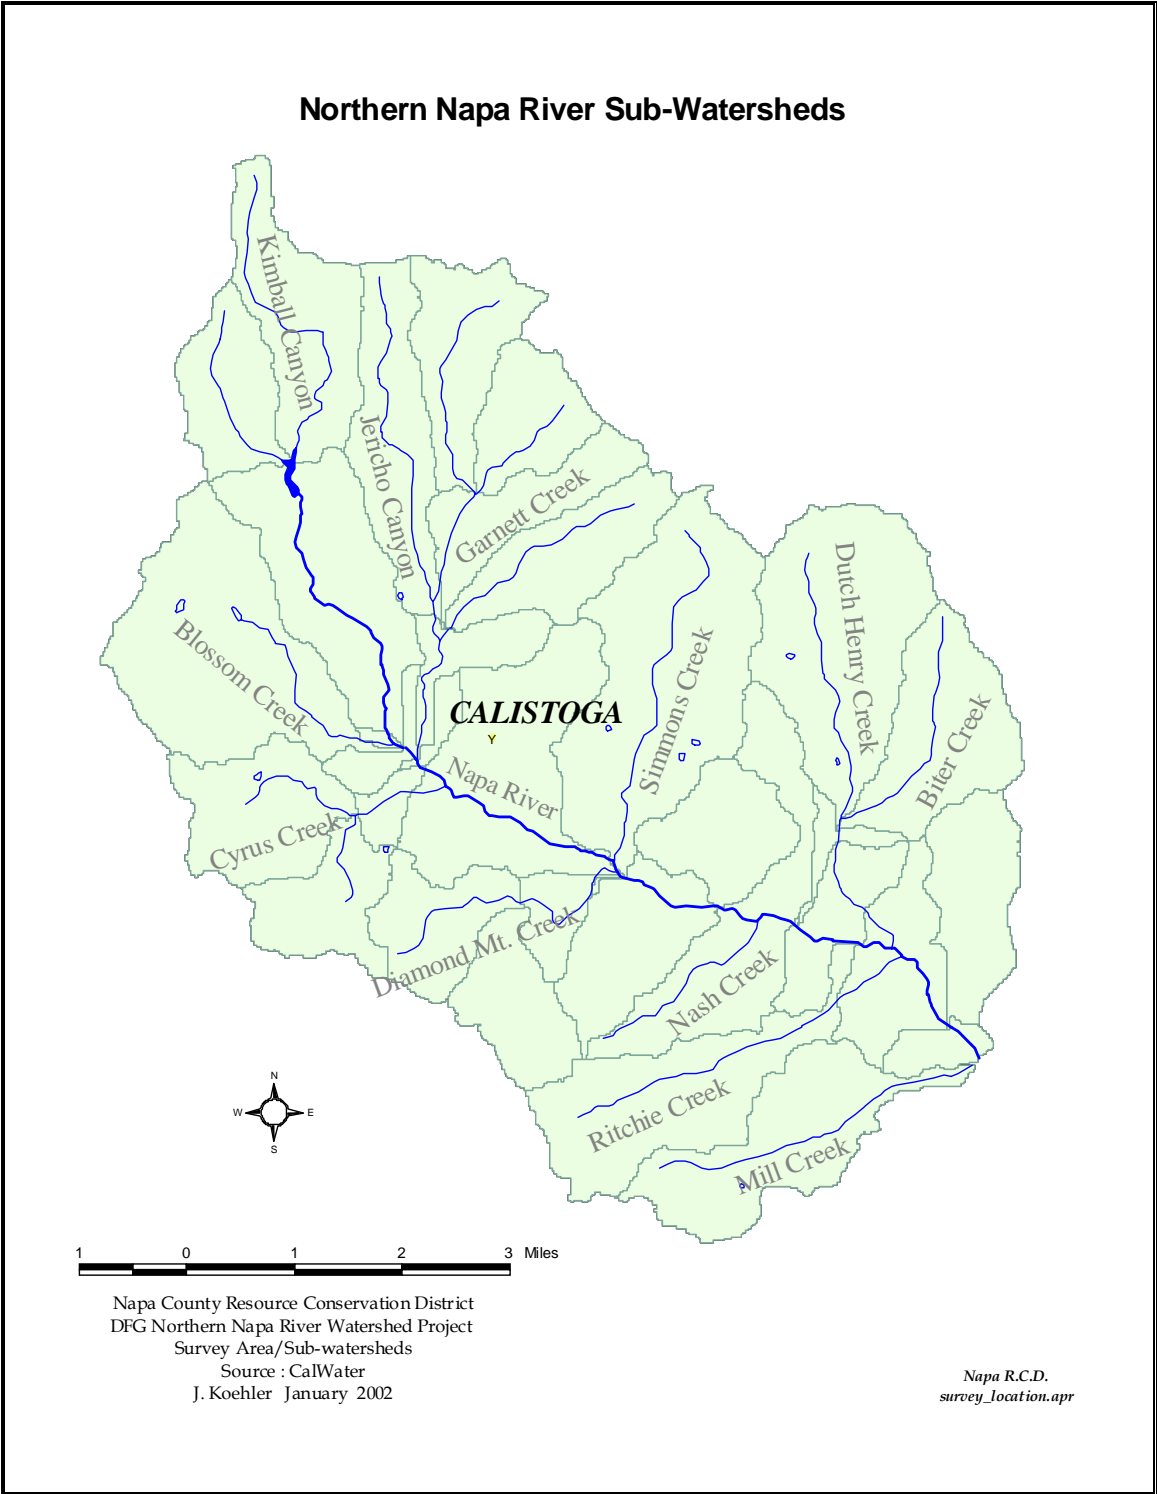 Northern Napa River Sub-Watersheds
Kimball Canyon
Jericho Canyon
Garnett Creek
Dutch Henry Creek
Blossom Creek
Simmons Creek
Biter Creek
CALISTOGA
Y
Napa River
Cyrus Creek
Diamond Mt. Creek
Nash Creek
Ritchie Creek
Mill Creek
N
W E
S
1 0 1 2 3 Miles
Napa County Resource Conservation District
DFG Northern Napa River Watershed Project
Survey Area/Sub-watersheds
Source : CalWater
J. Koehler January 2002
Napa R.C.D.
survey_location.apr